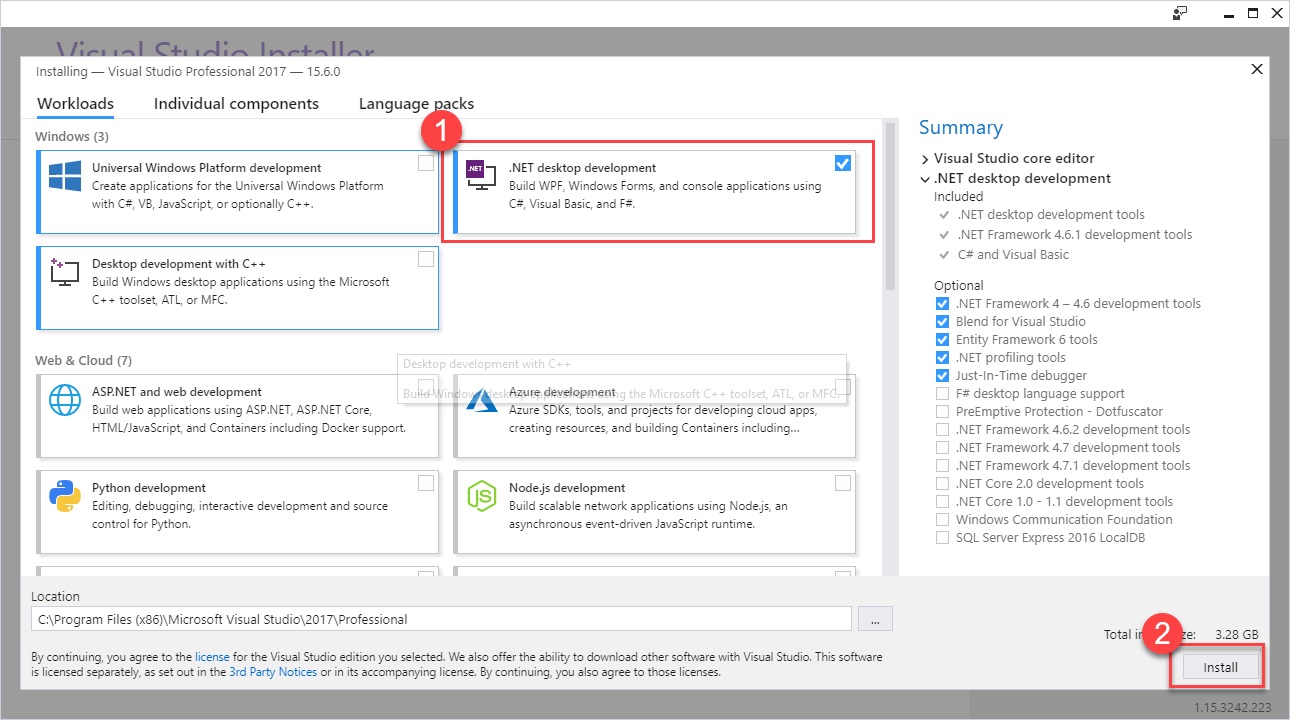 Visual Studio Installer
Installing — Visual Studio Professional 2017 — 15.6.0
Workloads
Individual components
Language packs
Windows (3)
Universal Windows Platform development
Create applications for the Universal Windows Platform
with C#, VB, JavaScript, or optionally C++.
1
.NET
.NET desktop development
Build WPF, Windows Forms, and console applications using
C#, Visual Basic, and F#.
Desktop development with C++
Build Windows desktop applications using the Microsoft
C++ toolset, ATL, or MFC.
Web & Cloud (7)
Desktop development with C++
Build Windows desktop applications using the Microsoft C++ toolset, ATL, or MFC.
ASP.NET and web development
Build web applications using ASP.NET, ASP.NET Core,
HTML/JavaScript, and Containers including Docker support.
Azure development
Azure SDKs, tools, and projects for developing cloud apps,
creating resources, and building Containers including...
Python development
Editing, debugging, interactive development and source
control for Python.
JS
Node.js development
Build scalable network applications using Node.js, an
asynchronous event-driven JavaScript runtime.
Summary
Visual Studio core editor
.NET desktop development
Included
.NET desktop development tools
.NET Framework 4.6.1 development tools
C# and Visual Basic
Optional
.NET Framework 4 – 4.6 development tools
Blend for Visual Studio
Entity Framework 6 tools
.NET profiling tools
Just-In-Time debugger
F# desktop language support
PreEmptive Protection - Dotfuscator
.NET Framework 4.6.2 development tools
.NET Framework 4.7 development tools
.NET Framework 4.7.1 development tools
.NET Core 2.0 development tools
.NET Core 1.0 - 1.1 development tools
Windows Communication Foundation
SQL Server Express 2016 LocalDB
Location
C:\Program Files (x86)\Microsoft Visual Studio\2017\Professional
...
By continuing, you agree to the license for the Visual Studio edition you selected. We also offer the ability to download other software with Visual Studio. This software
is licensed separately, as set out in the 3rd Party Notices or in its accompanying license. By continuing, you also agree to those licenses.
Total 3.28 GB
2
Install
1.15.3242.223